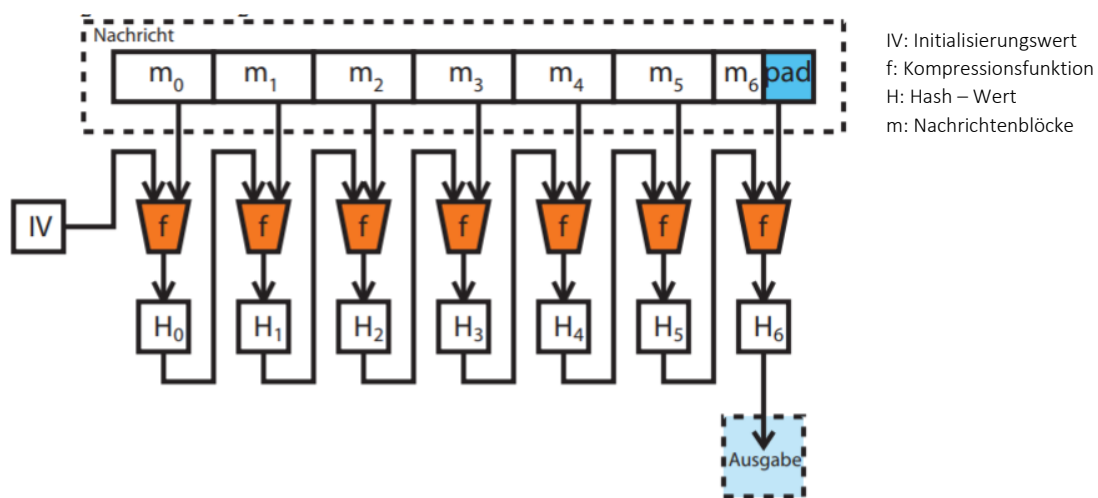 Nachricht
m0 m1 m2 m3 m4 m5 m6 pad
IV: Initialisierungswert
f: Kompressionsfunktion
H: Hash – Wert
m: Nachrichtenblöcke
IV f f f f f f f
H0 H1 H2 H3 H4 H5 H6
Ausgabe